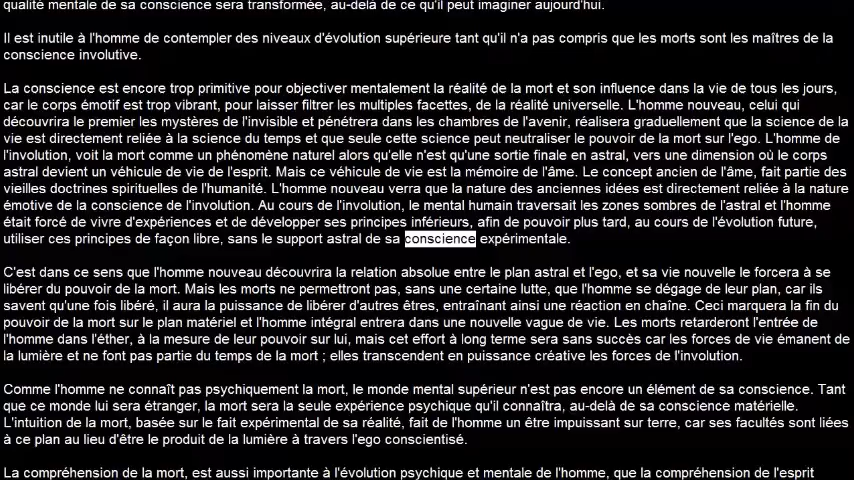 qualité mentale de sa conscience sera transformée, au-delà de ce qu'il peut imaginer aujourd'hui.
Il est inutile à l'homme de contempler des niveaux d'évolution supérieure tant qu'il n'a pas compris que les morts sont les maîtres de la
conscience involutive.
La conscience est encore trop primitive pour objectiver mentalement la réalité de la mort et son influence dans la vie de tous les jours,
car le corps émotif est trop vibrant, pour laisser filtrer les multiples facettes, de la réalité universelle. L'homme nouveau, celui qui
découvrira le premier les mystères de l'invisible et pénétrera dans les chambres de l'avenir, réalisera graduellement que la science de la
vie est directement reliée à la science du temps et que seule cette science peut neutraliser le pouvoir de la mort sur l'ego. L'homme de
l'involution, voit la mort comme un phénomène naturel alors qu'elle n'est qu'une sortie finale en astral, vers une dimension où le corps
astral devient un véhicule de vie de l'esprit. Mais ce véhicule de vie est la mémoire de l'âme. Le concept ancien de l'âme, fait partie des
vieilles doctrines spirituelles de l'humanité. L'homme nouveau verra que la nature des anciennes idées est directement reliée à la nature
émotive de la conscience de l'involution. Au cours de l'involution, le mental humain traversait les zones sombres de l'astral et l'homme
était forcé de vivre d'expériences et de développer ses principes inférieurs, afin de pouvoir plus tard, au cours de l'évolution future,
utiliser ces principes de façon libre, sans le support astral de sa conscience expérimentale.
C'est dans ce sens que l'homme nouveau découvrira la relation absolue entre le plan astral et l'ego, et sa vie nouvelle le forcera à se
libérer du pouvoir de la mort. Mais les morts ne permettront pas, sans une certaine lutte, que l'homme se dégage de leur plan, car ils
savent qu'une fois libéré, il aura la puissance de libérer d'autres êtres, entraînant ainsi une réaction en chaîne. Ceci marquera la fin du
pouvoir de la mort sur le plan matériel et l'homme intégral entrera dans une nouvelle vague de vie. Les morts retarderont l'entrée de
l'homme dans l'éther, à la mesure de leur pouvoir sur lui, mais cet effort à long terme sera sans succès car les forces de vie émanent de
la lumière et ne font pas partie du temps de la mort ; elles transcendent en puissance créative les forces de l'involution.
Comme l'homme ne connaît pas psychiquement la mort, le monde mental supérieur n'est pas encore un élément de sa conscience. Tant
que ce monde lui sera étranger, la mort sera la seule expérience psychique qu'il connaîtra, au-delà de sa conscience matérielle.
L'intuition de la mort, basée sur le fait expérimental de sa réalité, fait de l'homme un être impuissant sur terre, car ses facultés sont liées
à ce plan au lieu d'être le produit de la lumière à travers l'ego conscientisé.
La compréhension de la mort, est aussi importante à l'évolution psychique et mentale de l'homme, que la compréhension de l'esprit